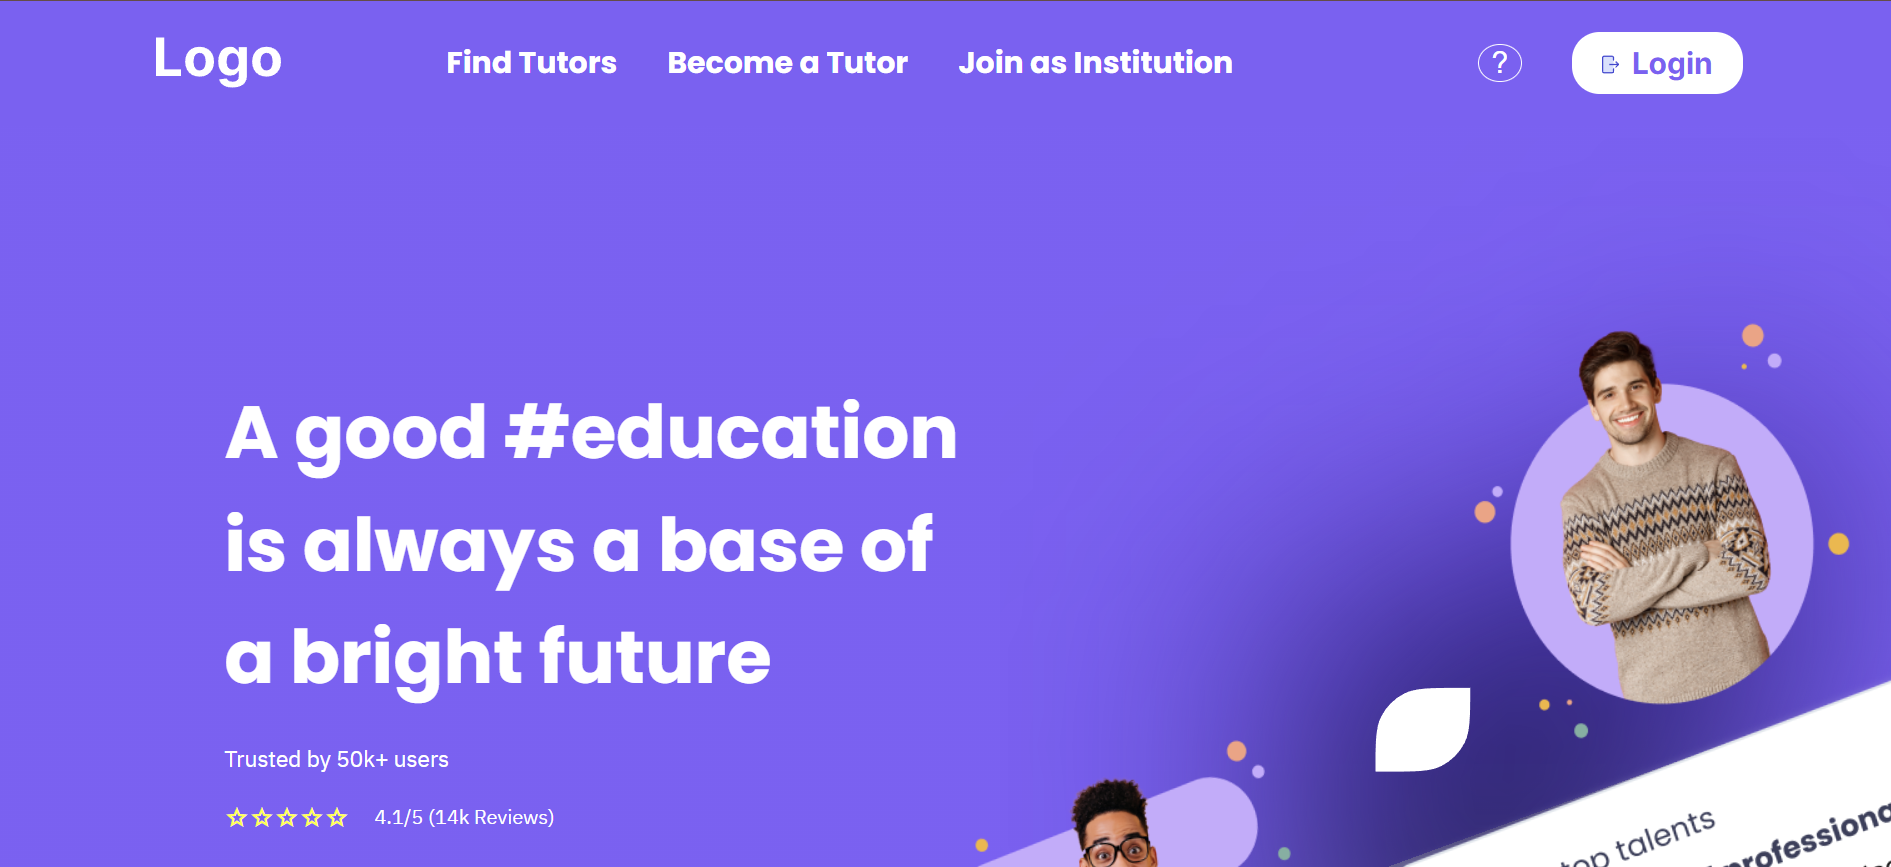 Logo
Find Tutors
Become a Tutor
Join as Institution
?
Login
A good #education
is always a base of
a bright future
Trusted by 50k+ users
4.1/5 (14k Reviews)
top talents
professiona